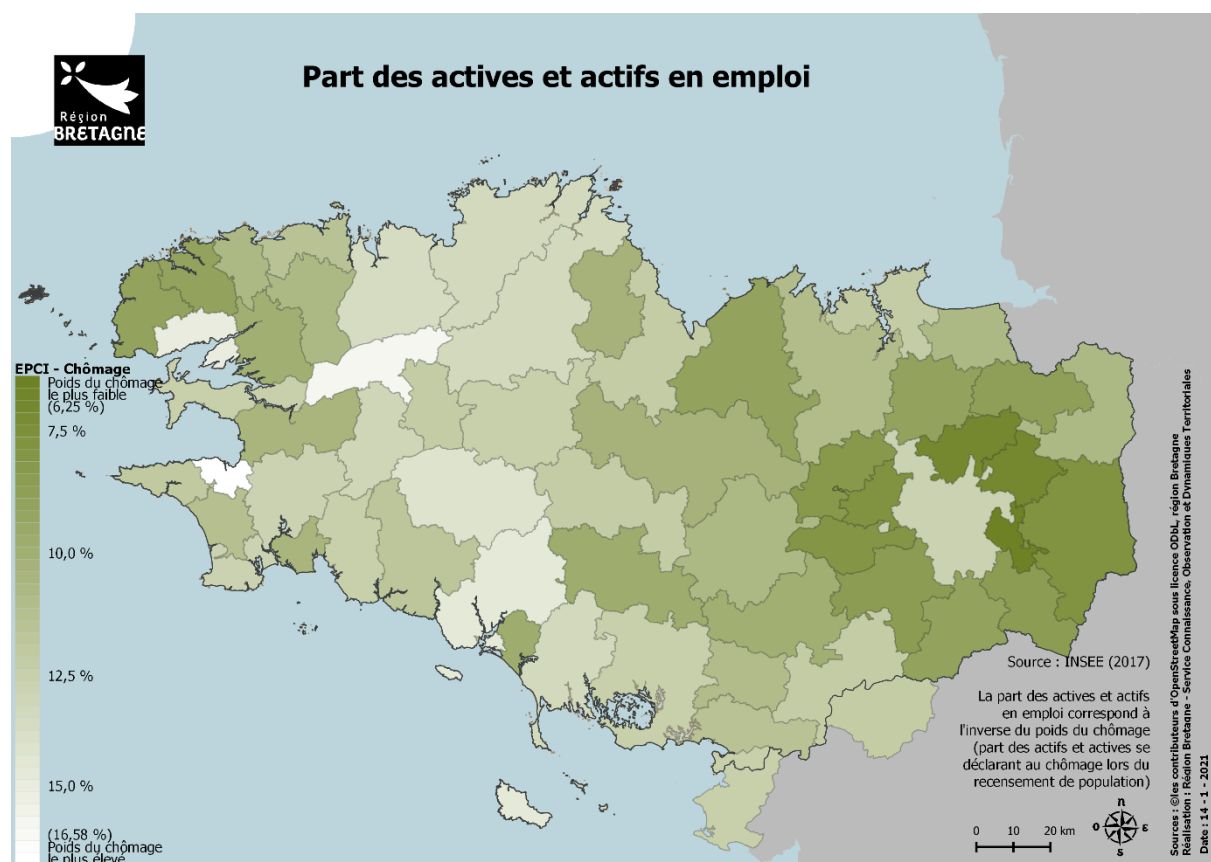 Part des actives et actifs en emploi
Région
BRETAGNE
EPCI - Chômage
Poids du chômage
le plus faible
(6,25 %)
7,5 %
10,0 %
12,5 %
15,0 %
(16,58 %)
Poids du chômage
le plus élevé
Source : INSEE (2017)
La part des actives et actifs
en emploi correspond à
l'inverse du poids du chômage
(part des actifs et actives se
déclarant au chômage lors du
recensement de population)
n
o
ε
s
0 10 20 km
Sources : ©les contributeurs d'OpenStreetMap sous licence ODbL, région Bretagne
Réalisation : Région Bretagne - Service Connaissance, Observation et Dynamiques Territoriales
Date : 14 - 1 - 2021